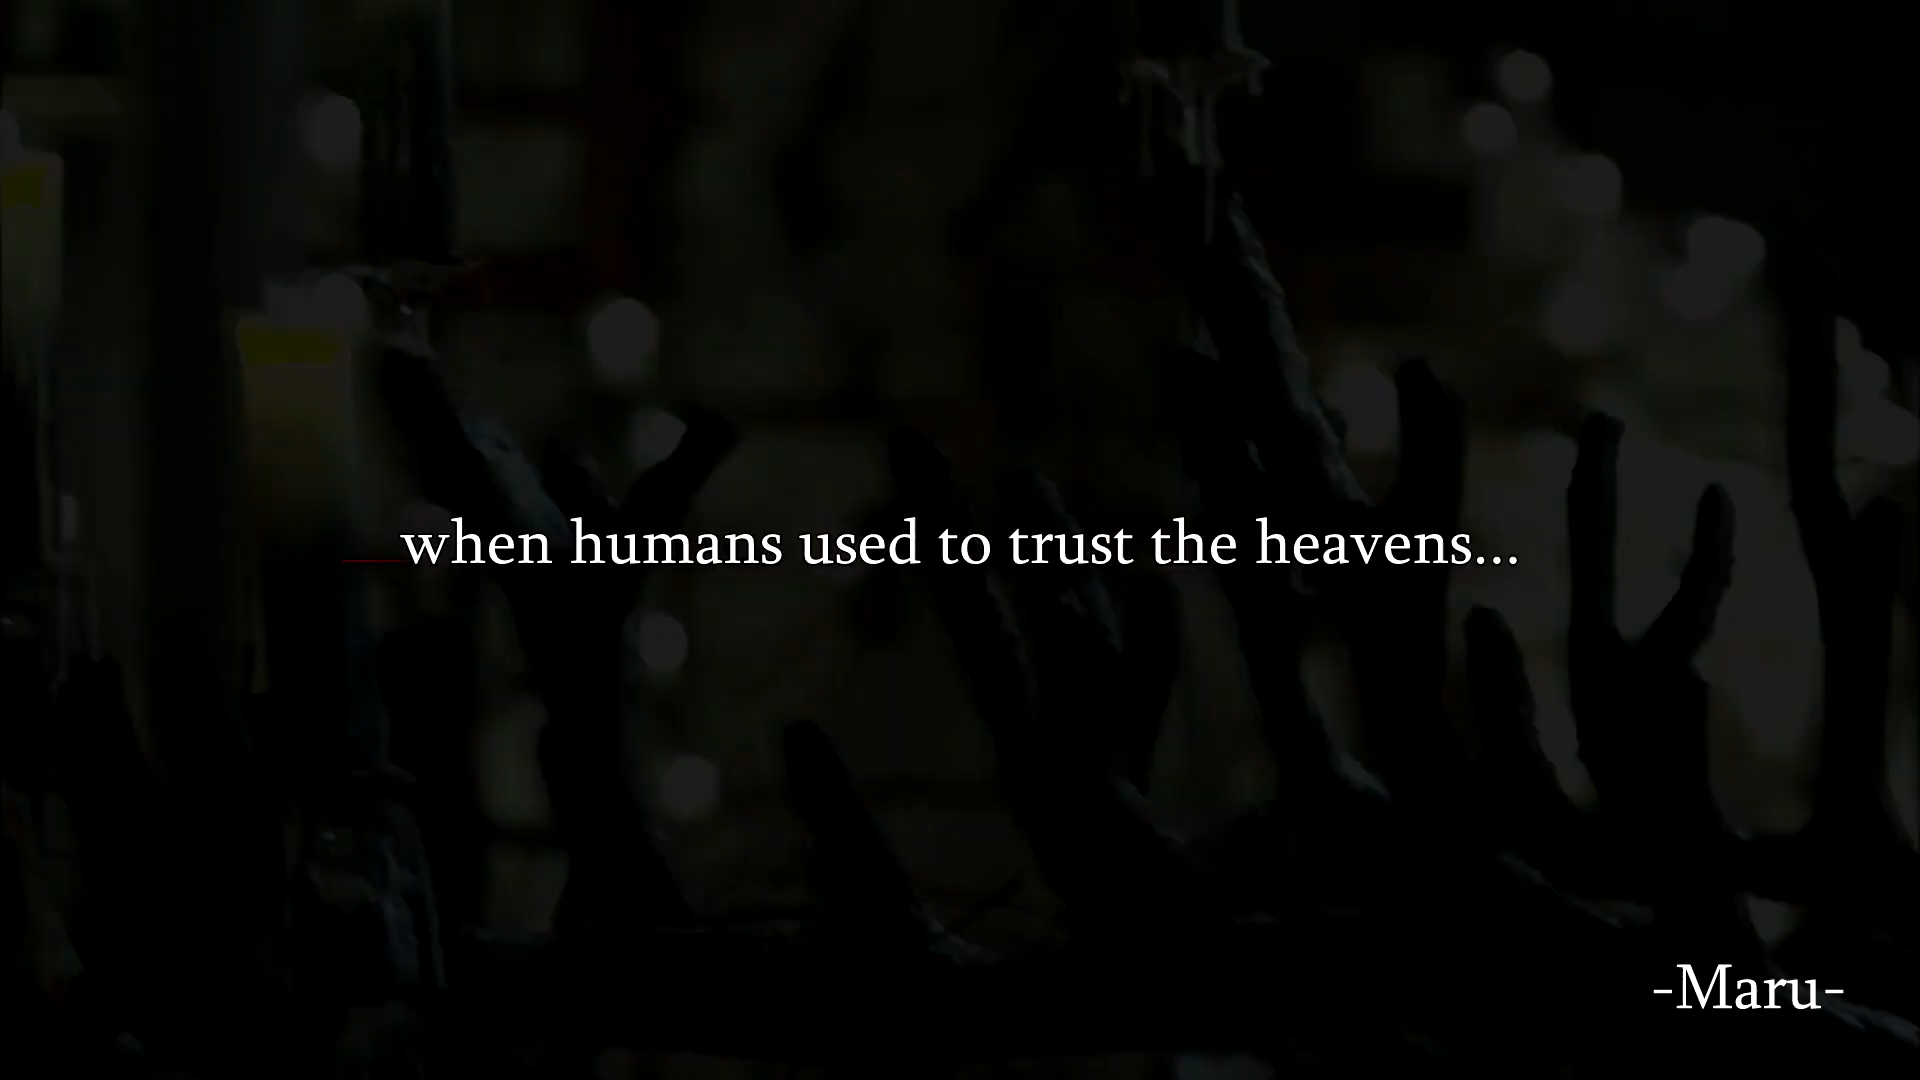 when humans used to trust the heavens...
-Maru-